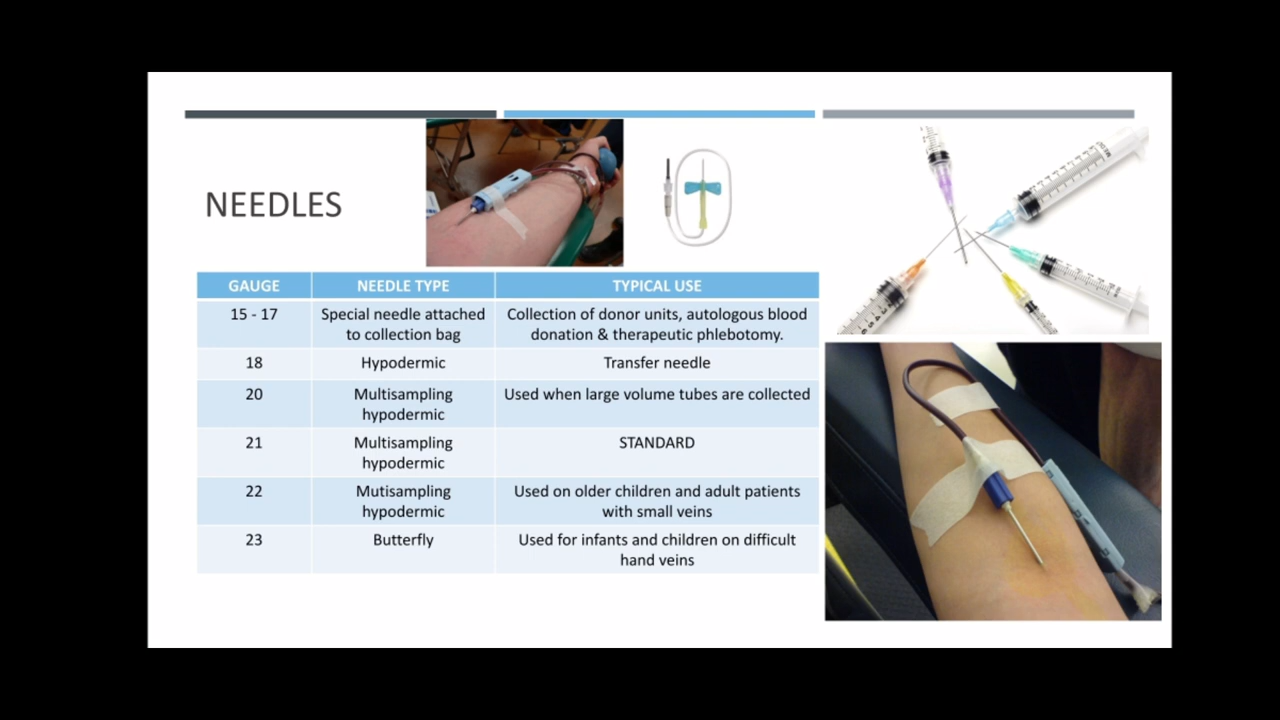 NEEDLES
GAUGE NEEDLE TYPE TYPICAL USE
15 - 17 Special needle attached Collection of donor units, autologous blood
to collection bag donation & therapeutic phlebotomy.
18 Hypodermic Transfer needle
20 Multisampling Used when large volume tubes are collected
hypodermic
21 Multisampling STANDARD
hypodermic
22 Mutisampling Used on older children and adult patients
hypodermic with small veins
23 Butterfly Used for infants and children on difficult
hand veins